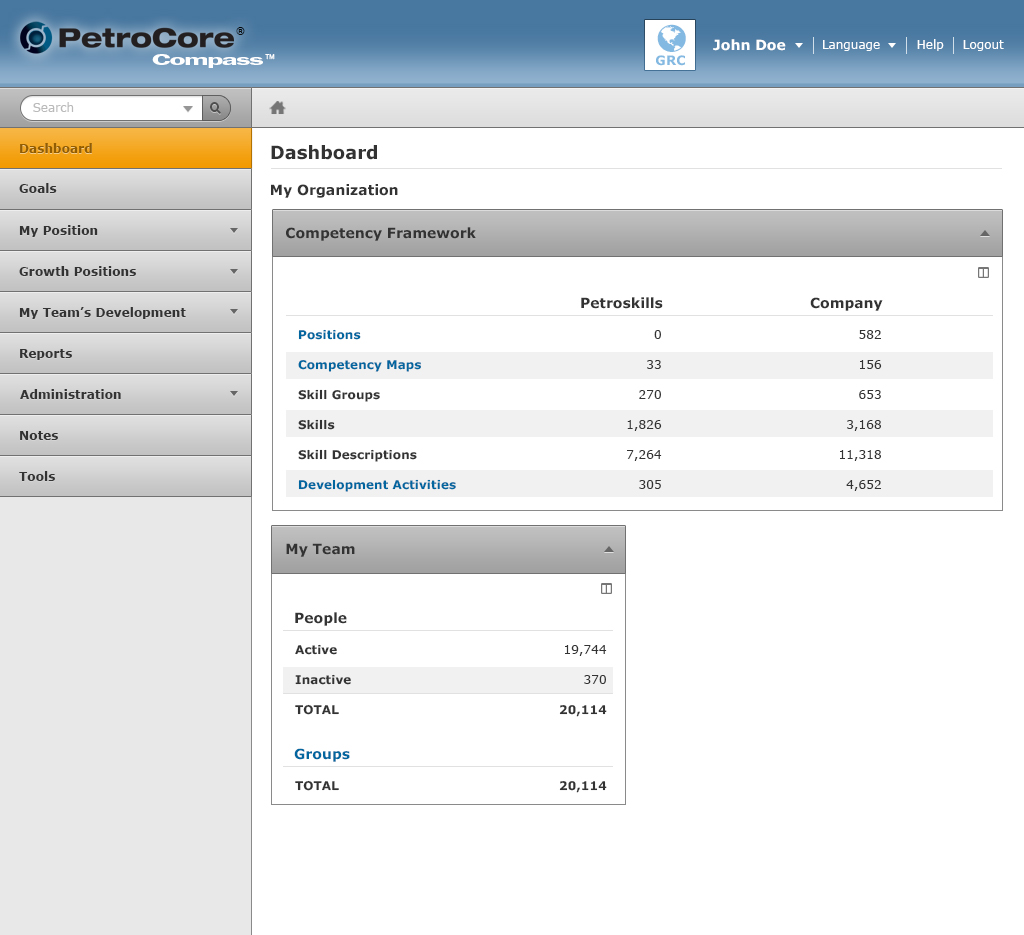 PetroCore®
Compass™
GRC
John Doe
Language
Help
Logout
Search
Dashboard
Goals
My Position
Growth Positions
My Team’s Development
Reports
Administration
Notes
Tools
Dashboard
My Organization
Competency Framework
Petroskills Company
Positions 0 582
Competency Maps 33 156
Skill Groups 270 653
Skills 1,826 3,168
Skill Descriptions 7,264 11,318
Development Activities 305 4,652
My Team
People
Active 19,744
Inactive 370
TOTAL 20,114
Groups
TOTAL 20,114